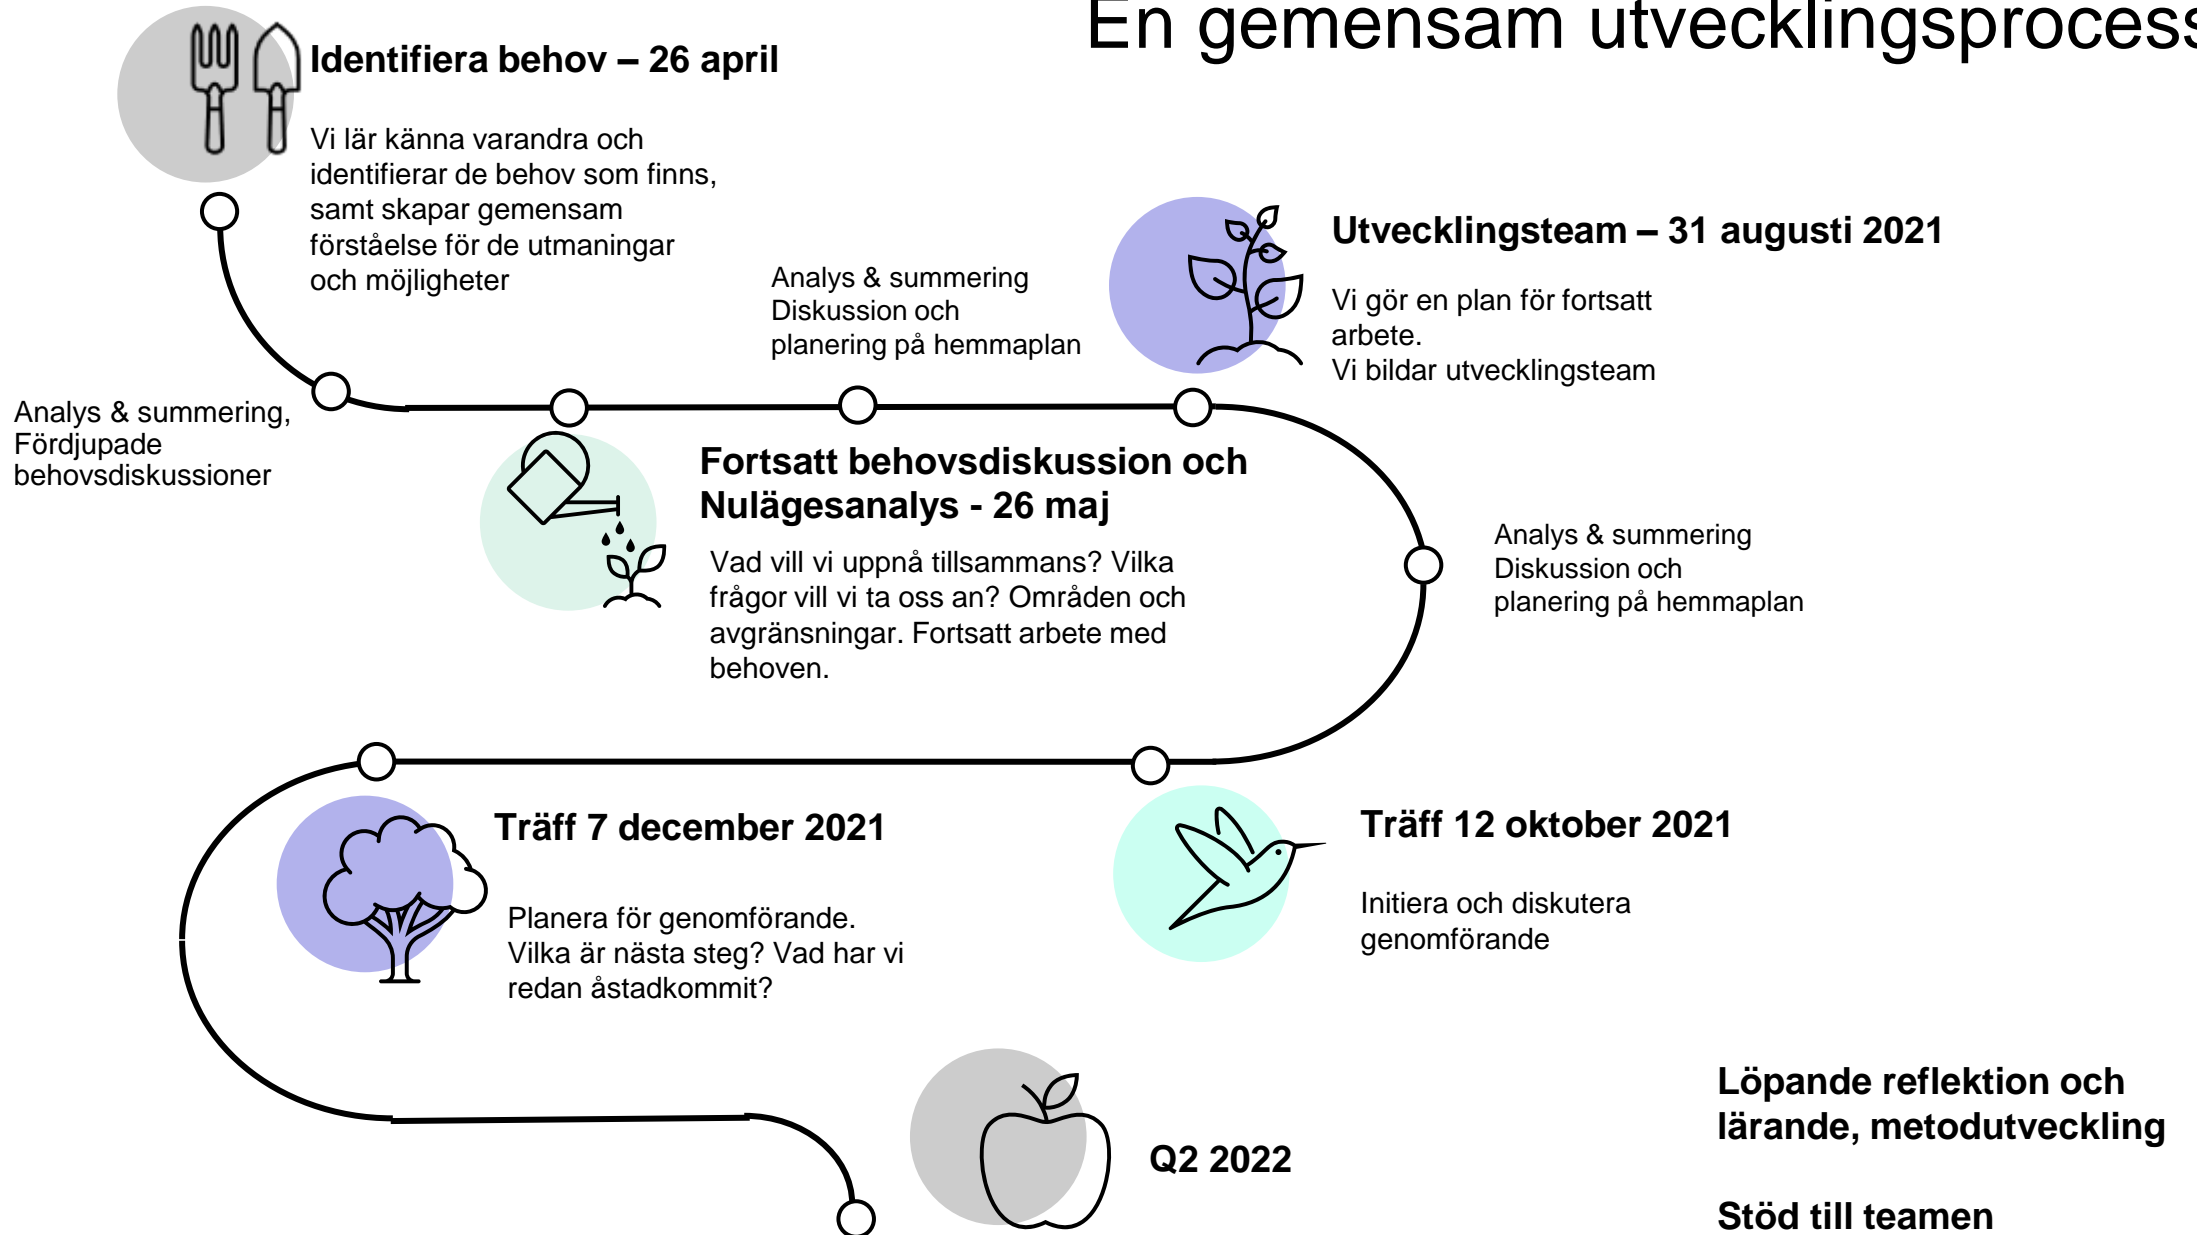 En gemensam utvecklingsprocess
Identifiera behov – 26 april
Vi lär känna varandra och
identifierar de behov som finns,
samt skapar gemensam
förståelse för de utmaningar
och möjligheter
Analys & summering,
Fördjupade
behovsdiskussioner
Fortsatt behovsdiskussion och
Nulägesanalys - 26 maj
Vad vill vi uppnå tillsammans? Vilka
frågor vill vi ta oss an? Områden och
avgränsningar. Fortsatt arbete med
behoven.
Analys & summering
Diskussion och
planering på hemmaplan
Utvecklingsteam – 31 augusti 2021
Vi gör en plan för fortsatt
arbete.
Vi bildar utvecklingsteam
Analys & summering
Diskussion och
planering på hemmaplan
Träff 12 oktober 2021
Initiera och diskutera
genomförande
Träff 7 december 2021
Planera för genomförande.
Vilka är nästa steg? Vad har vi
redan åstadkommit?
Q2 2022
Löpande reflektion och
lärande, metodutveckling
Stöd till teamen